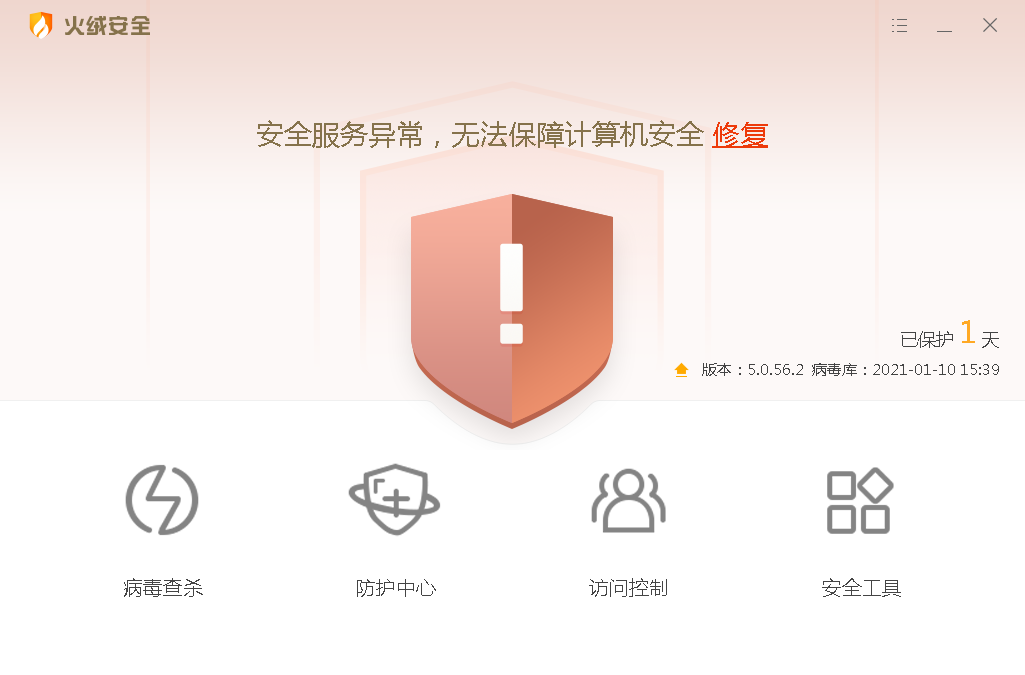 火绒安全
安全服务异常，无法保障计算机安全 修复
已保护 1 天
版本：5.0.56.2 病毒库：2021-01-10 15:39
病毒查杀 防护中心 访问控制 安全工具